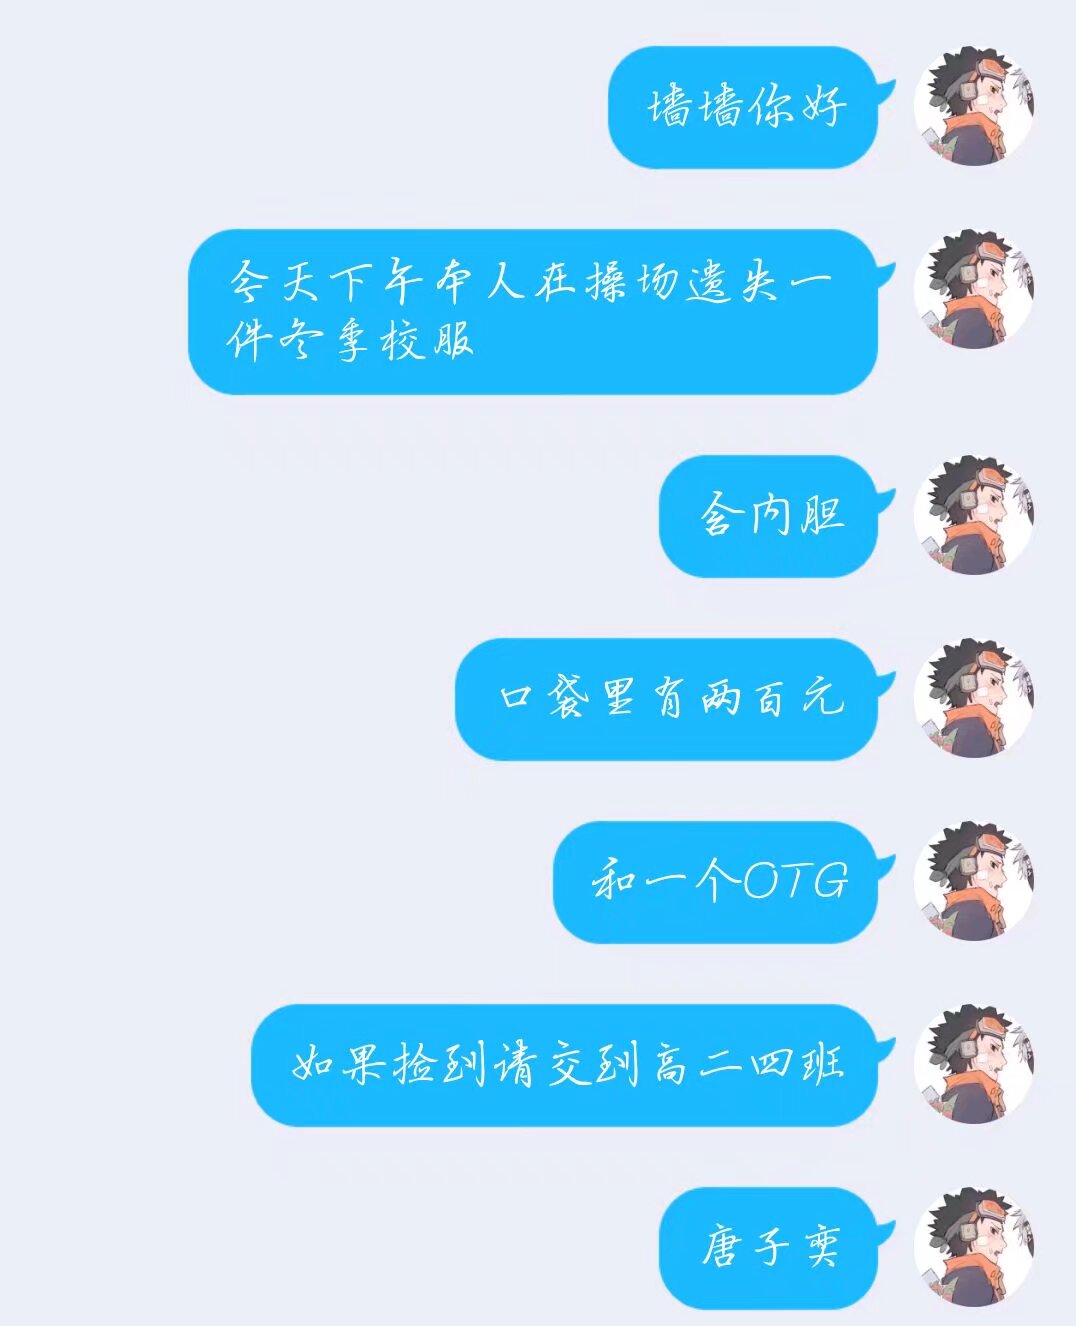 墙墙你好
今天下午本人在操场遗失一
件冬季校服
含内胆
口袋里有两百元
和一个OTG
如果捡到请交到高二四班
唐子奕